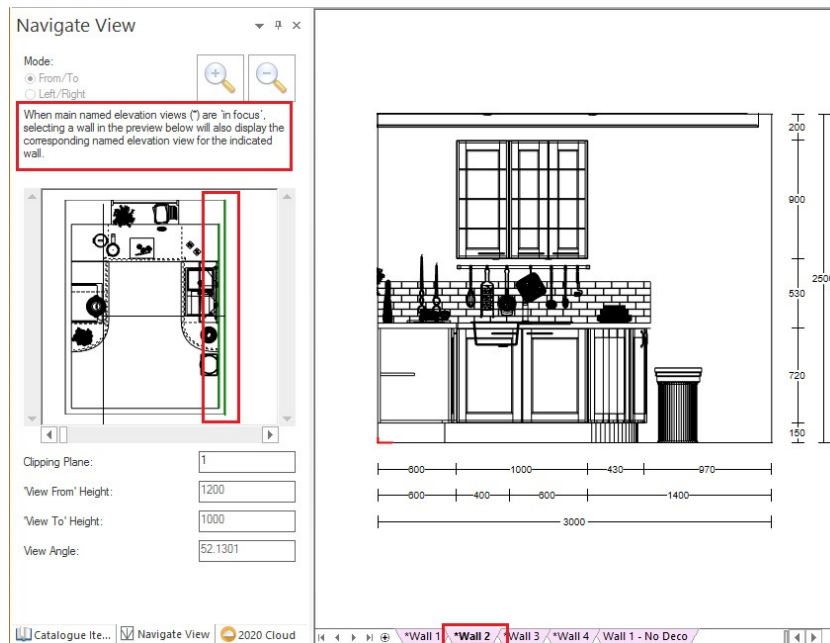 Navigate View
Mode:
From/To
Left/Right
When main named elevation views (*) are 'in focus',
selecting a wall in the preview below will also display the
corresponding named elevation view for the indicated
wall.
Clipping Plane: 1
'View From' Height: 1200
'View To' Height: 1000
View Angle: 52.1301
Catalogue Ite... Navigate View 2020 Cloud
200
900
2500
530
720
150
600 1000 430 970
600 400 600 1400
3000
*Wall 1 *Wall 2 *Wall 3 *Wall 4 Wall 1 - No Deco